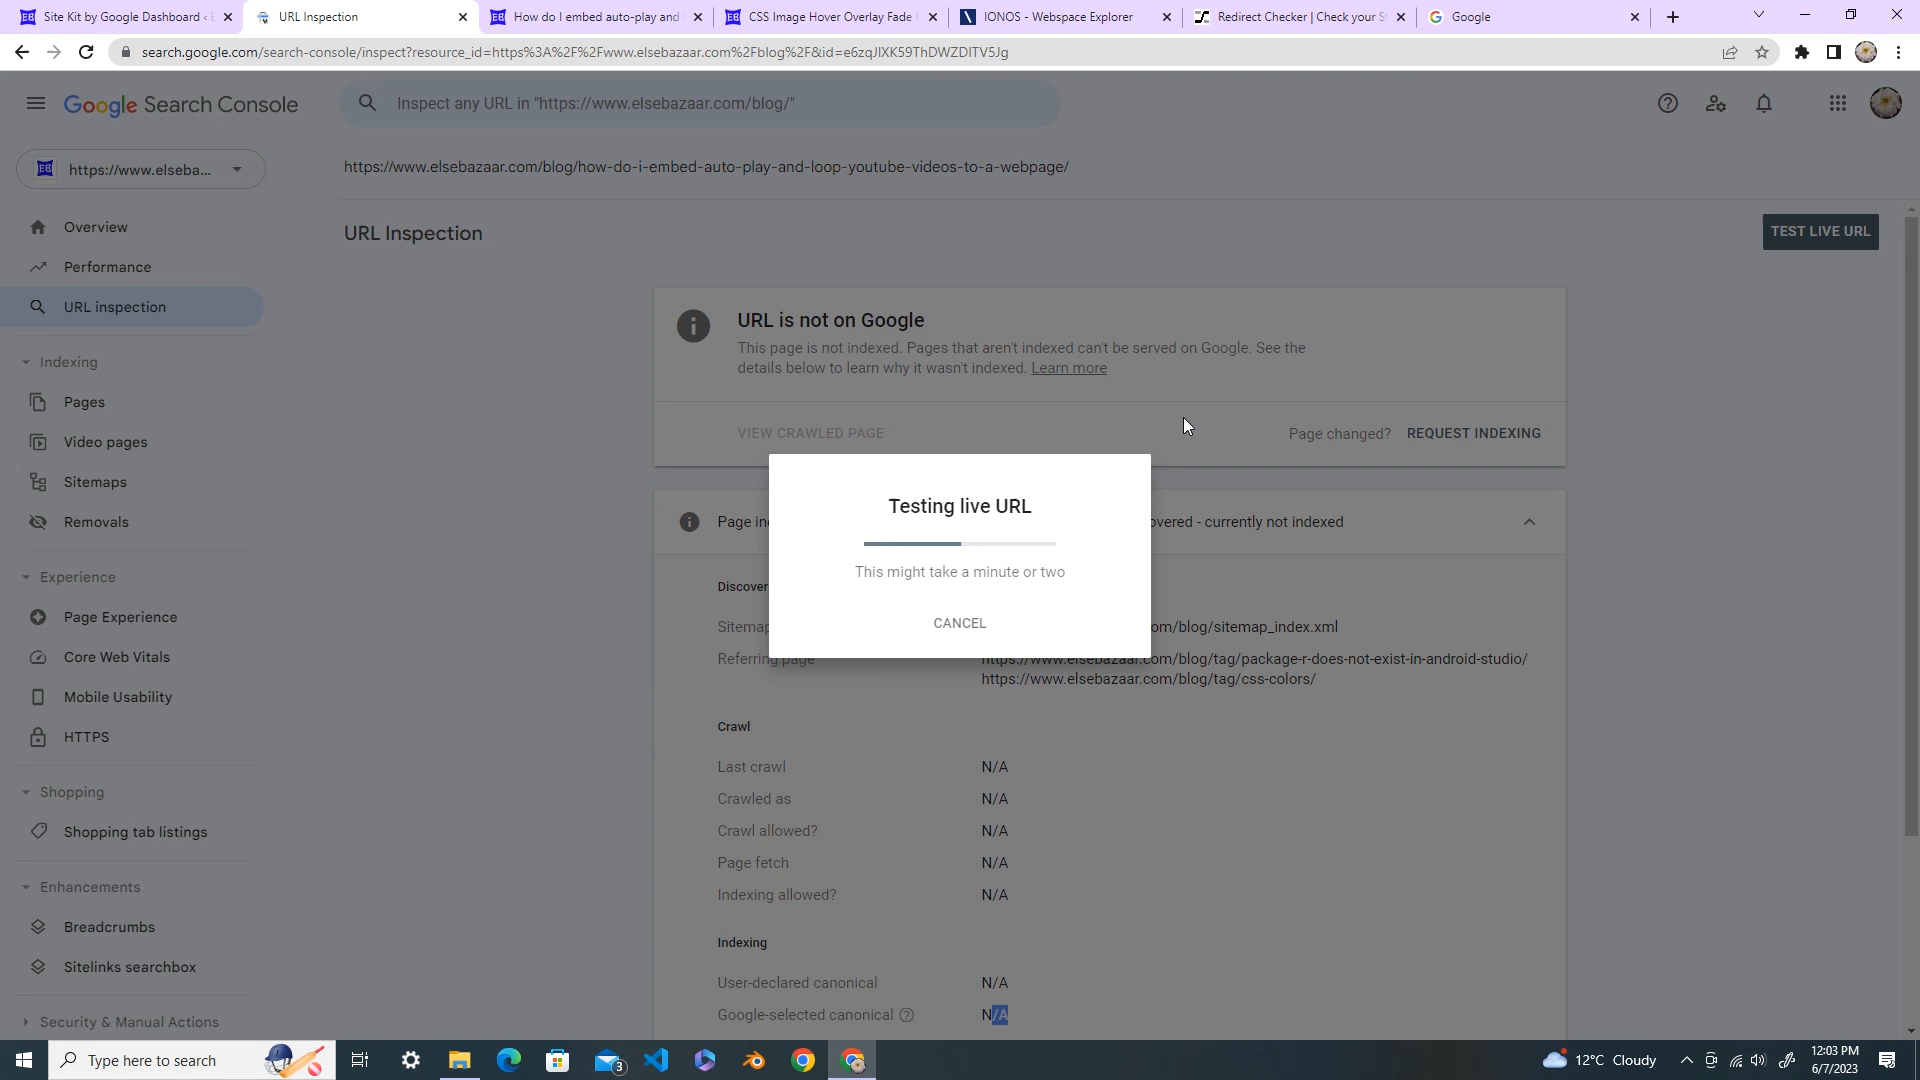 Site Kit by Google Dashboard ‹ E
URL Inspection
How do I embed auto-play and
CSS Image Hover Overlay Fade
IONOS - Webspace Explorer
Redirect Checker | Check your St
Google
search.google.com/search-console/inspect?resource_id=https%3A%2F%2Fwww.elsebazaar.com%2Fblog%2F&id=e6zqJlXK59ThDWZDITV5Jg
Google Search Console
Inspect any URL in "https://www.elsebazaar.com/blog/"
https://www.elseba...
https://www.elsebazaar.com/blog/how-do-i-embed-auto-play-and-loop-youtube-videos-to-a-webpage/
Overview
Performance
URL inspection
Indexing
Pages
Video pages
Sitemaps
Removals
Experience
Page Experience
Core Web Vitals
Mobile Usability
HTTPS
Shopping
Shopping tab listings
Enhancements
Breadcrumbs
Sitelinks searchbox
Security & Manual Actions
URL Inspection
TEST LIVE URL
URL is not on Google
This page is not indexed. Pages that aren't indexed can't be served on Google. See the
details below to learn why it wasn't indexed. Learn more
VIEW CRAWLED PAGE
Page changed? REQUEST INDEXING
Page in
overed - currently not indexed
Testing live URL
This might take a minute or two
CANCEL
Discover
Sitemap
om/blog/sitemap_index.xml
Referring page
https://www.elsebazaar.com/blog/tag/package-r-does-not-exist-in-android-studio/
https://www.elsebazaar.com/blog/tag/css-colors/
Crawl
Last crawl N/A
Crawled as N/A
Crawl allowed? N/A
Page fetch N/A
Indexing allowed? N/A
Indexing
User-declared canonical N/A
Google-selected canonical N/A
Type here to search
3
12°C Cloudy
12:03 PM
6/7/2023